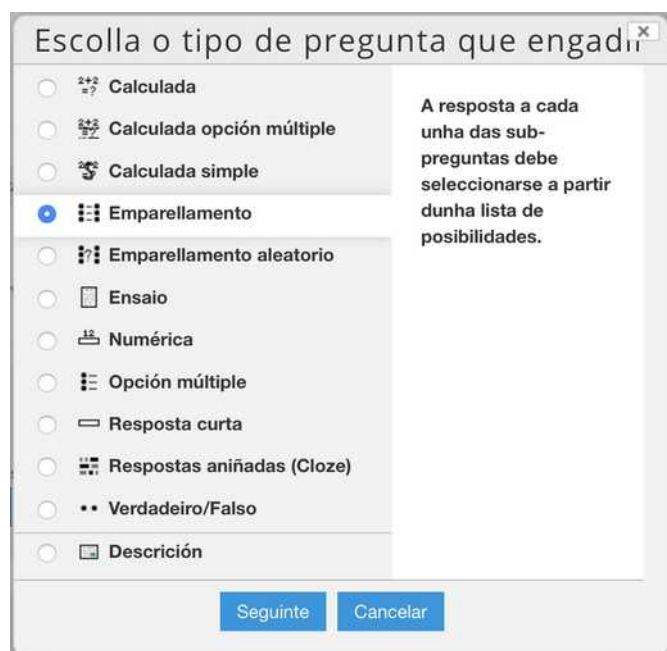 Escolla o tipo de pregunta que engadir
Calculada
Calculada opción múltiple
Calculada simple
Emparellamento
Emparellamento aleatorio
Ensaio
Numérica
Opción múltiple
Resposta curta
Respostas aniñadas (Cloze)
Verdadeiro/Falso
Descrición
A resposta a cada
unha das sub-
preguntas debe
seleccionarse a partir
dunha lista de
posibilidades.
Seguinte
Cancelar